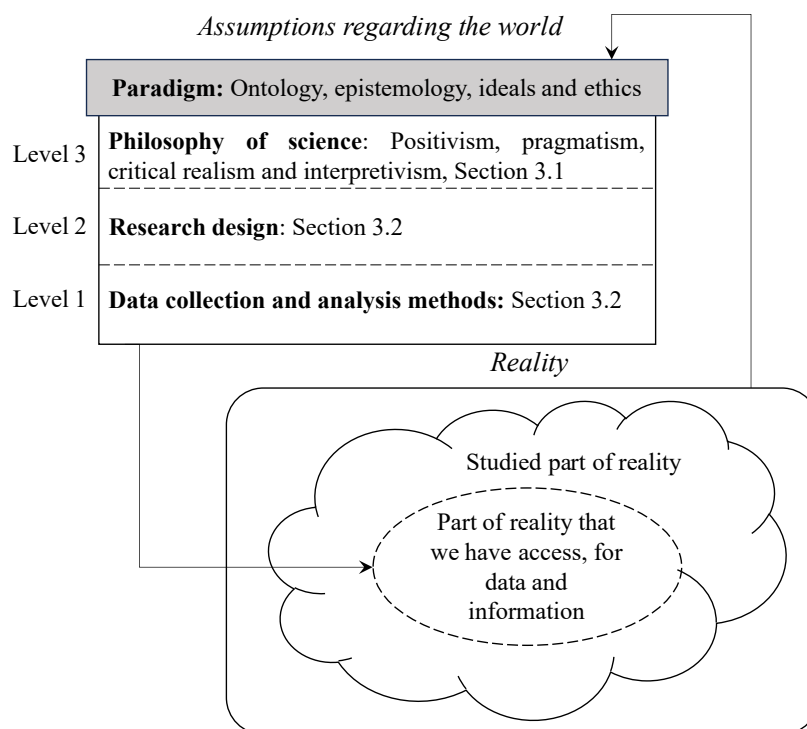 Assumptions regarding the world
Paradigm: Ontology, epistemology, ideals and ethics
Level 3
Philosophy of science: Positivism, pragmatism,
critical realism and interpretivism, Section 3.1
Level 2
Research design: Section 3.2
Level 1
Data collection and analysis methods: Section 3.2
Reality
Studied part of reality
Part of reality that
we have access, for
data and
information